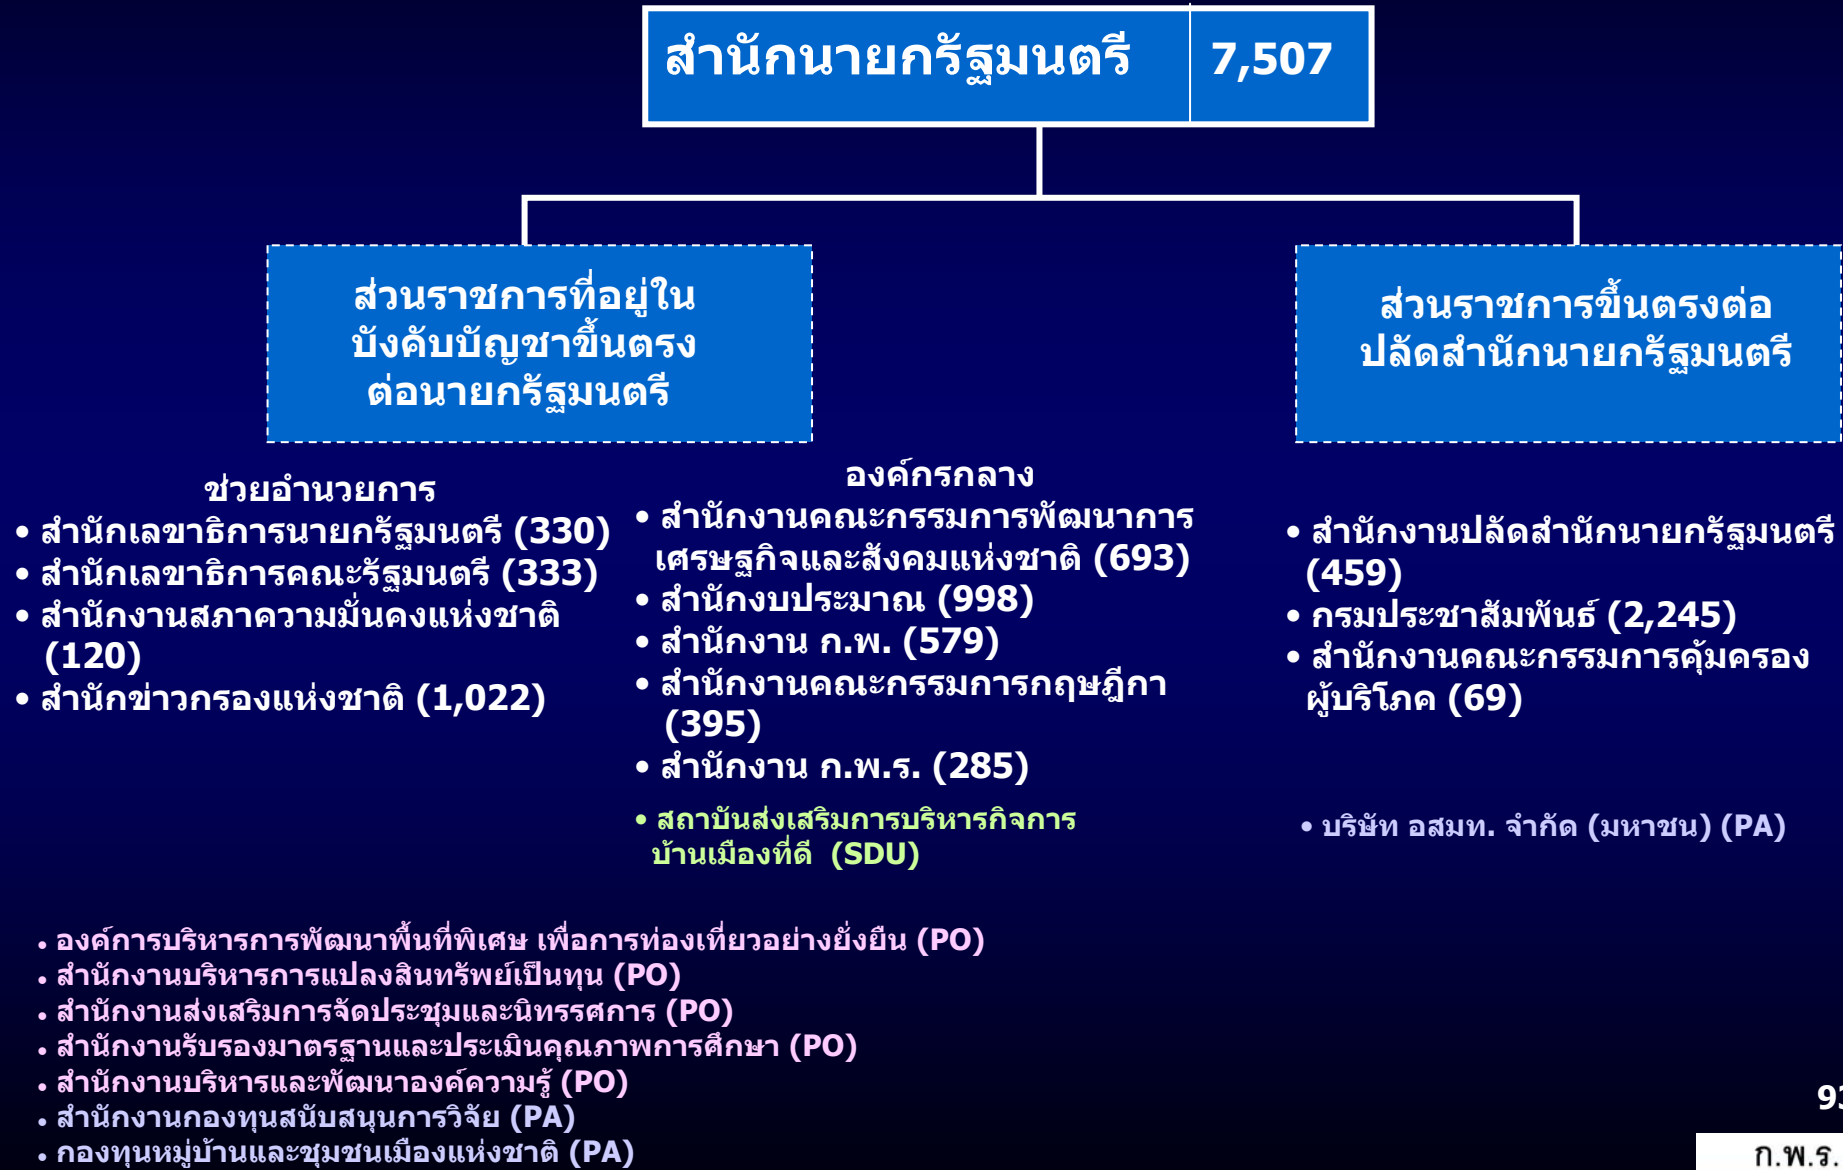 สำนักนายกรัฐมนตรี 7,507
ส่วนราชการที่อยู่ใน
บังคับบัญชาขึ้นตรง
ต่อนายกรัฐมนตรี
ส่วนราชการขึ้นตรงต่อ
ปลัดสำนักนายกรัฐมนตรี
ช่วยอำนวยการ
• สำนักเลขาธิการนายกรัฐมนตรี (330)
• สำนักเลขาธิการคณะรัฐมนตรี (333)
• สำนักงานสภาความมั่นคงแห่งชาติ
(120)
• สำนักข่าวกรองแห่งชาติ (1,022)
องค์กรกลาง
• สำนักงานคณะกรรมการพัฒนาการ
เศรษฐกิจและสังคมแห่งชาติ (693)
• สำนักงบประมาณ (998)
• สำนักงาน ก.พ. (579)
• สำนักงานคณะกรรมการกฤษฎีกา
(395)
• สำนักงาน ก.พ.ร. (285)
• สถาบันส่งเสริมการบริหารกิจการ
บ้านเมืองที่ดี (SDU)
• สำนักงานปลัดสำนักนายกรัฐมนตรี
(459)
• กรมประชาสัมพันธ์ (2,245)
• สำนักงานคณะกรรมการคุ้มครอง
ผู้บริโภค (69)
• บริษัท อสมท. จำกัด (มหาชน) (PA)
• องค์การบริหารการพัฒนาพื้นที่พิเศษ เพื่อการท่องเที่ยวอย่างยั่งยืน (PO)
• สำนักงานบริหารการแปลงสินทรัพย์เป็นทุน (PO)
• สำนักงานส่งเสริมการจัดประชุมและนิทรรศการ (PO)
• สำนักงานรับรองมาตรฐานและประเมินคุณภาพการศึกษา (PO)
• สำนักงานบริหารและพัฒนาองค์ความรู้ (PO)
• สำนักงานกองทุนสนับสนุนการวิจัย (PA)
• กองทุนหมู่บ้านและชุมชนเมืองแห่งชาติ (PA)
93
ก.พ.ร.